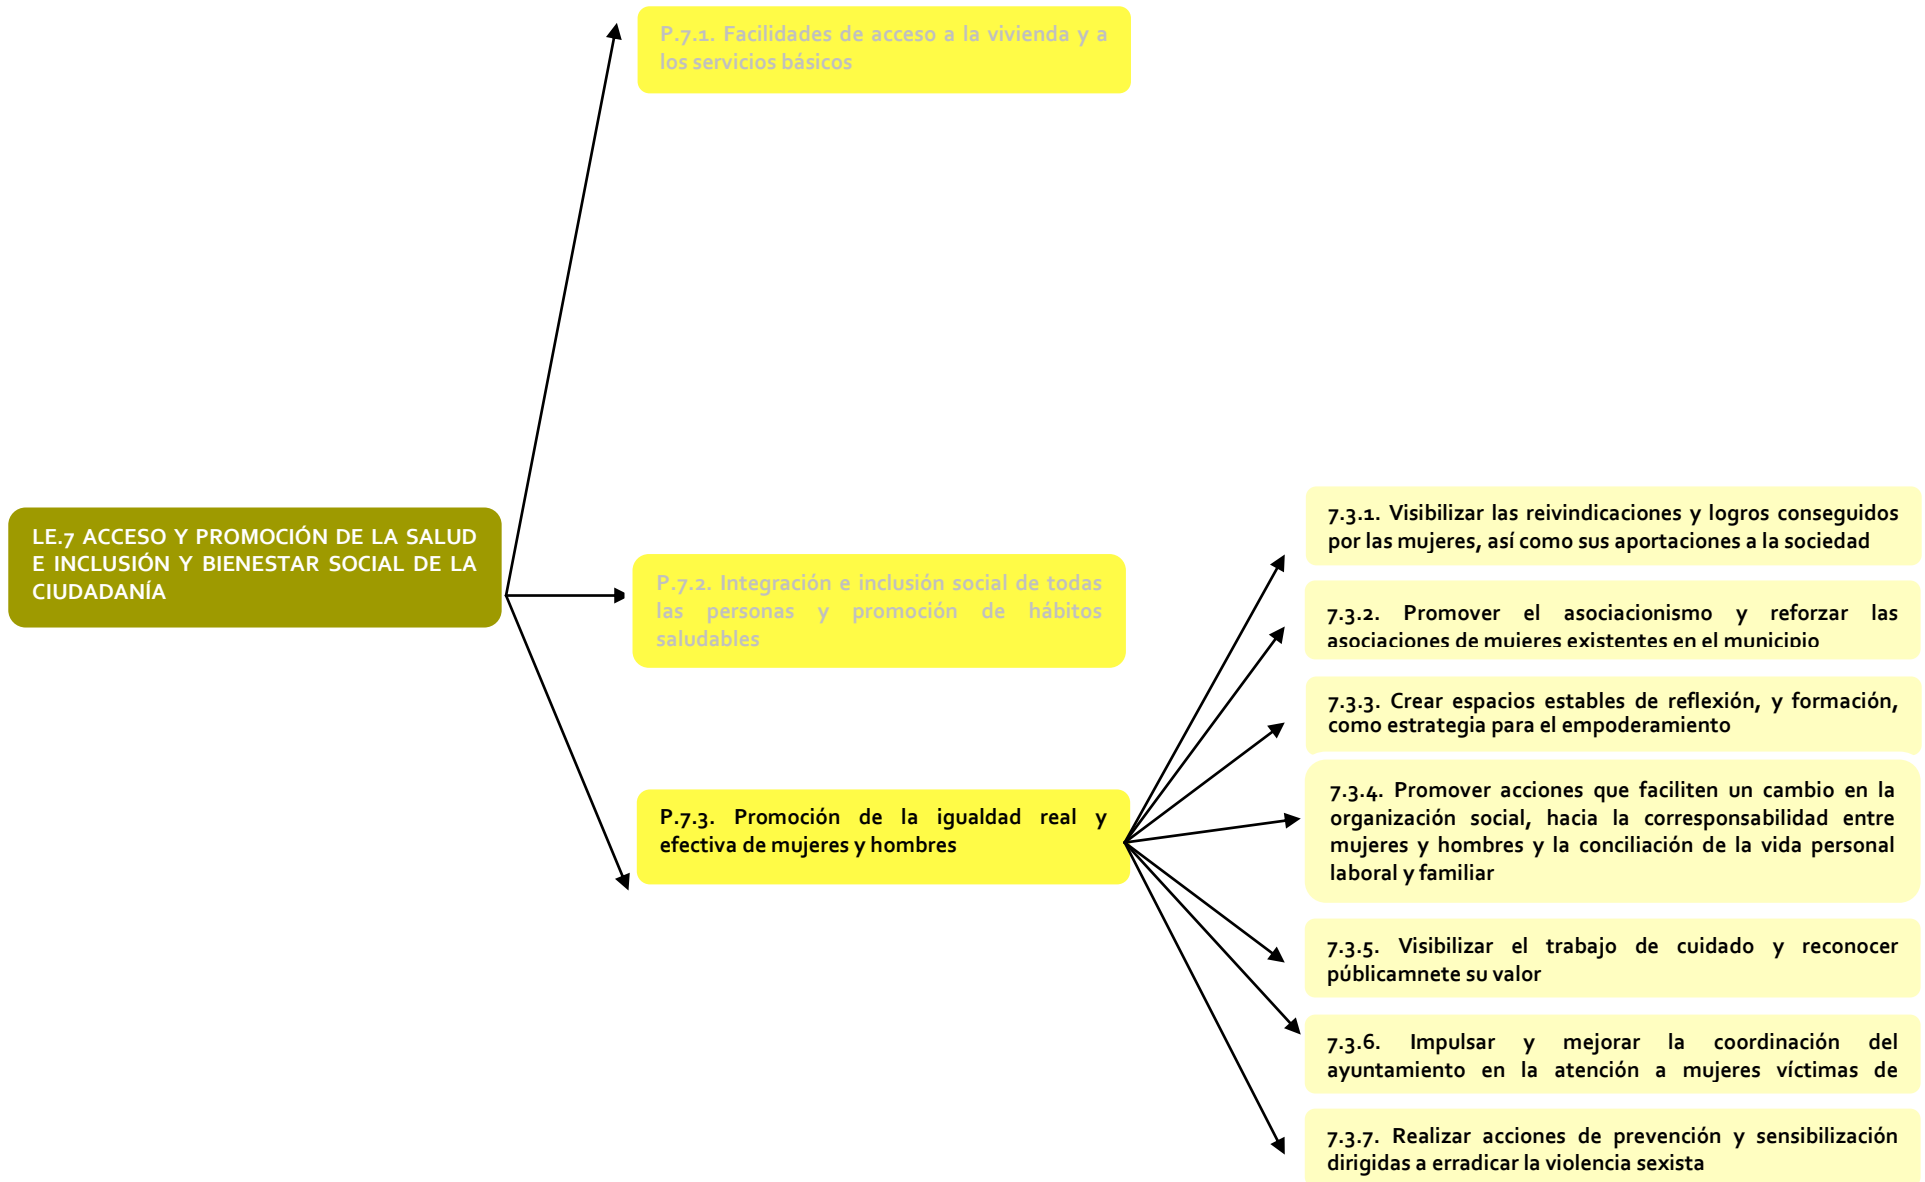 P.7.1. Facilidades de acceso a la vivienda y a
los servicios básicos
LE.7 ACCESO Y PROMOCIÓN DE LA SALUD
E INCLUSIÓN Y BIENESTAR SOCIAL DE LA
CIUDADANÍA
P.7.2. Integración e inclusión social de todas
las personas y promoción de hábitos
saludables
P.7.3. Promoción de la igualdad real y
efectiva de mujeres y hombres
7.3.1. Visibilizar las reivindicaciones y logros conseguidos
por las mujeres, así como sus aportaciones a la sociedad
7.3.2. Promover el asociacionismo y reforzar las
asociaciones de mujeres existentes en el municipio
7.3.3. Crear espacios estables de reflexión, y formación,
como estrategia para el empoderamiento
7.3.4. Promover acciones que faciliten un cambio en la
organización social, hacia la corresponsabilidad entre
mujeres y hombres y la conciliación de la vida personal
laboral y familiar
7.3.5. Visibilizar el trabajo de cuidado y reconocer
públicamnete su valor
7.3.6. Impulsar y mejorar la coordinación del
ayuntamiento en la atención a mujeres víctimas de
7.3.7. Realizar acciones de prevención y sensibilización
dirigidas a erradicar la violencia sexista